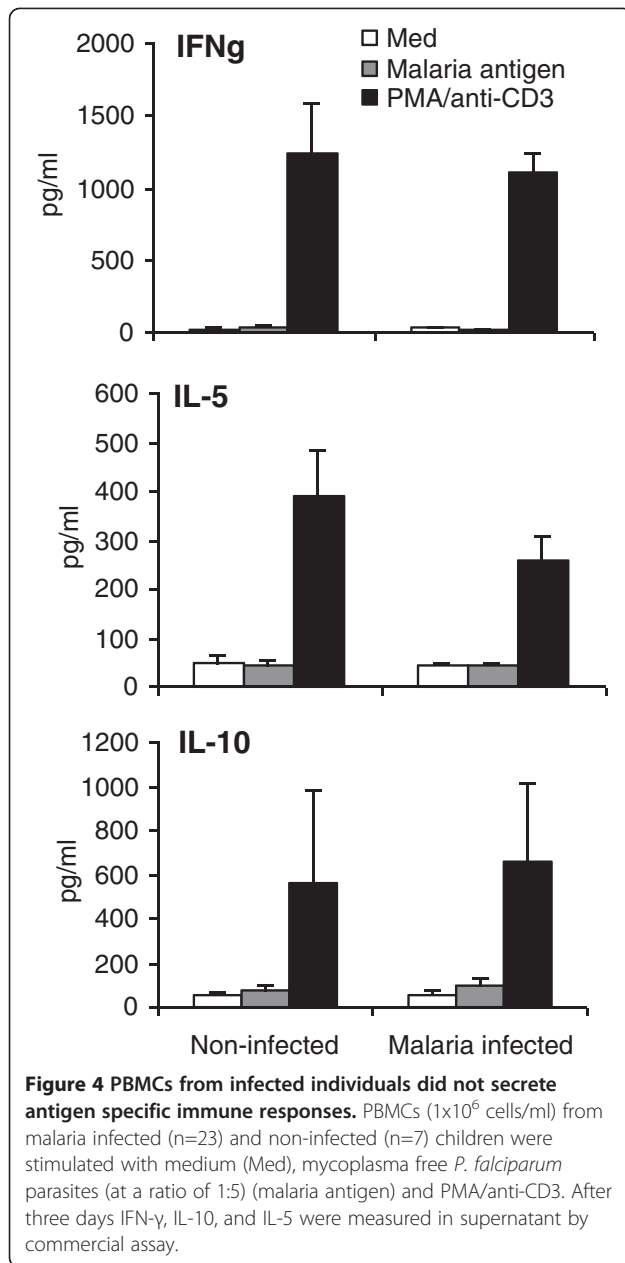 IFNg
Med
Malaria antigen
PMA/anti-CD3
2000
1500
1000
500
0
pg/ml
IL-5
600
500
400
300
200
100
0
pg/ml
IL-10
1200
1000
800
600
400
200
0
pg/ml
Non-infected Malaria infected
Figure 4 PBMCs from infected individuals did not secrete
antigen specific immune responses. PBMCs (1x10⁶ cells/ml) from
malaria infected (n=23) and non-infected (n=7) children were
stimulated with medium (Med), mycoplasma free P. falciparum
parasites (at a ratio of 1:5) (malaria antigen) and PMA/anti-CD3. After
three days IFN-γ, IL-10, and IL-5 were measured in supernatant by
commercial assay.